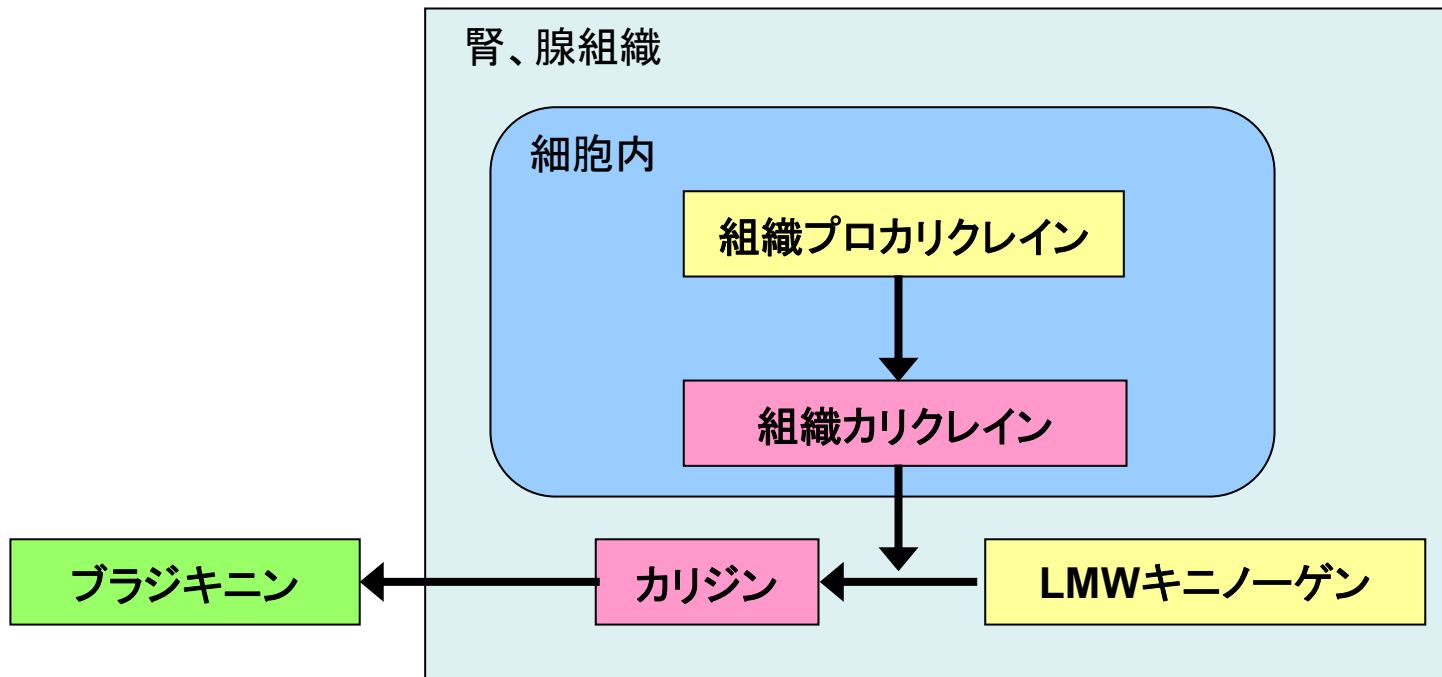 腎、腺組織
細胞内
組織プロカリクレイン
組織カリクレイン
ブラジキニン
カリジン
LMWキニノーゲン